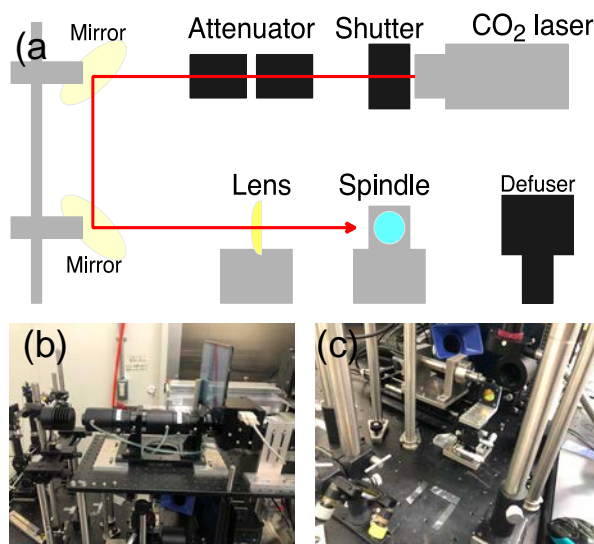 (a
Mirror
Attenuator
Shutter
CO₂ laser
Lens
Spindle
Defuser
Mirror
(b)
(c)